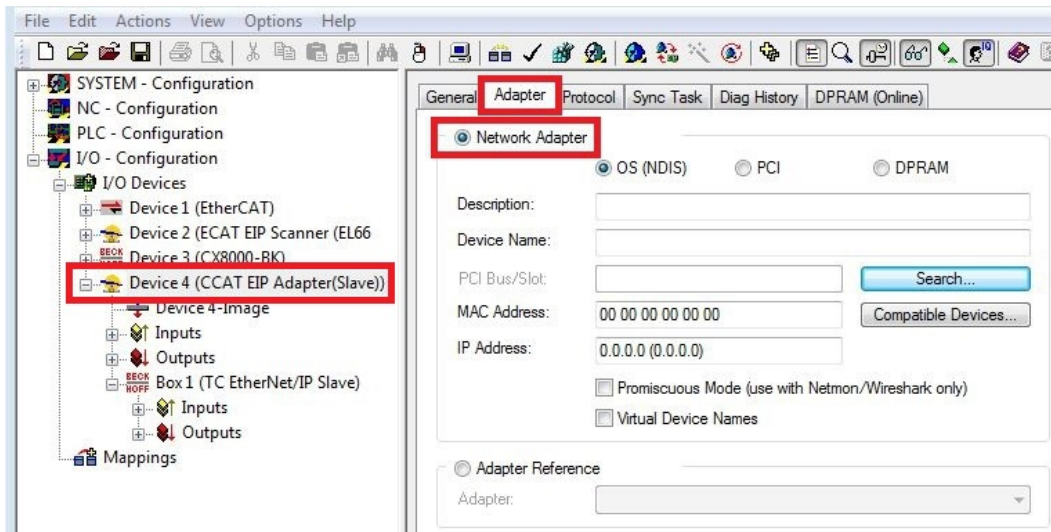 File Edit Actions View Options Help
SYSTEM - Configuration
NC - Configuration
PLC - Configuration
I/O - Configuration
I/O Devices
Device 1 (EtherCAT)
Device 2 (ECAT EIP Scanner (EL66
BECK
HOFF
Device 3 (CX8000-BK)
Device 4 (CCAT EIP Adapter(Slave))
Device 4-Image
Inputs
Outputs
BECK
HOFF
Box 1 (TC EtherNet/IP Slave)
Inputs
Outputs
Mappings
General Adapter Protocol Sync Task Diag History DPRAM (Online)
Network Adapter
OS (NDIS) PCI DPRAM
Description:
Device Name:
PCI Bus/Slot: Search...
MAC Address: 00 00 00 00 00 00 Compatible Devices...
IP Address: 0.0.0.0 (0.0.0.0)
Promiscuous Mode (use with Netmon/Wireshark only)
Virtual Device Names
Adapter Reference
Adapter: